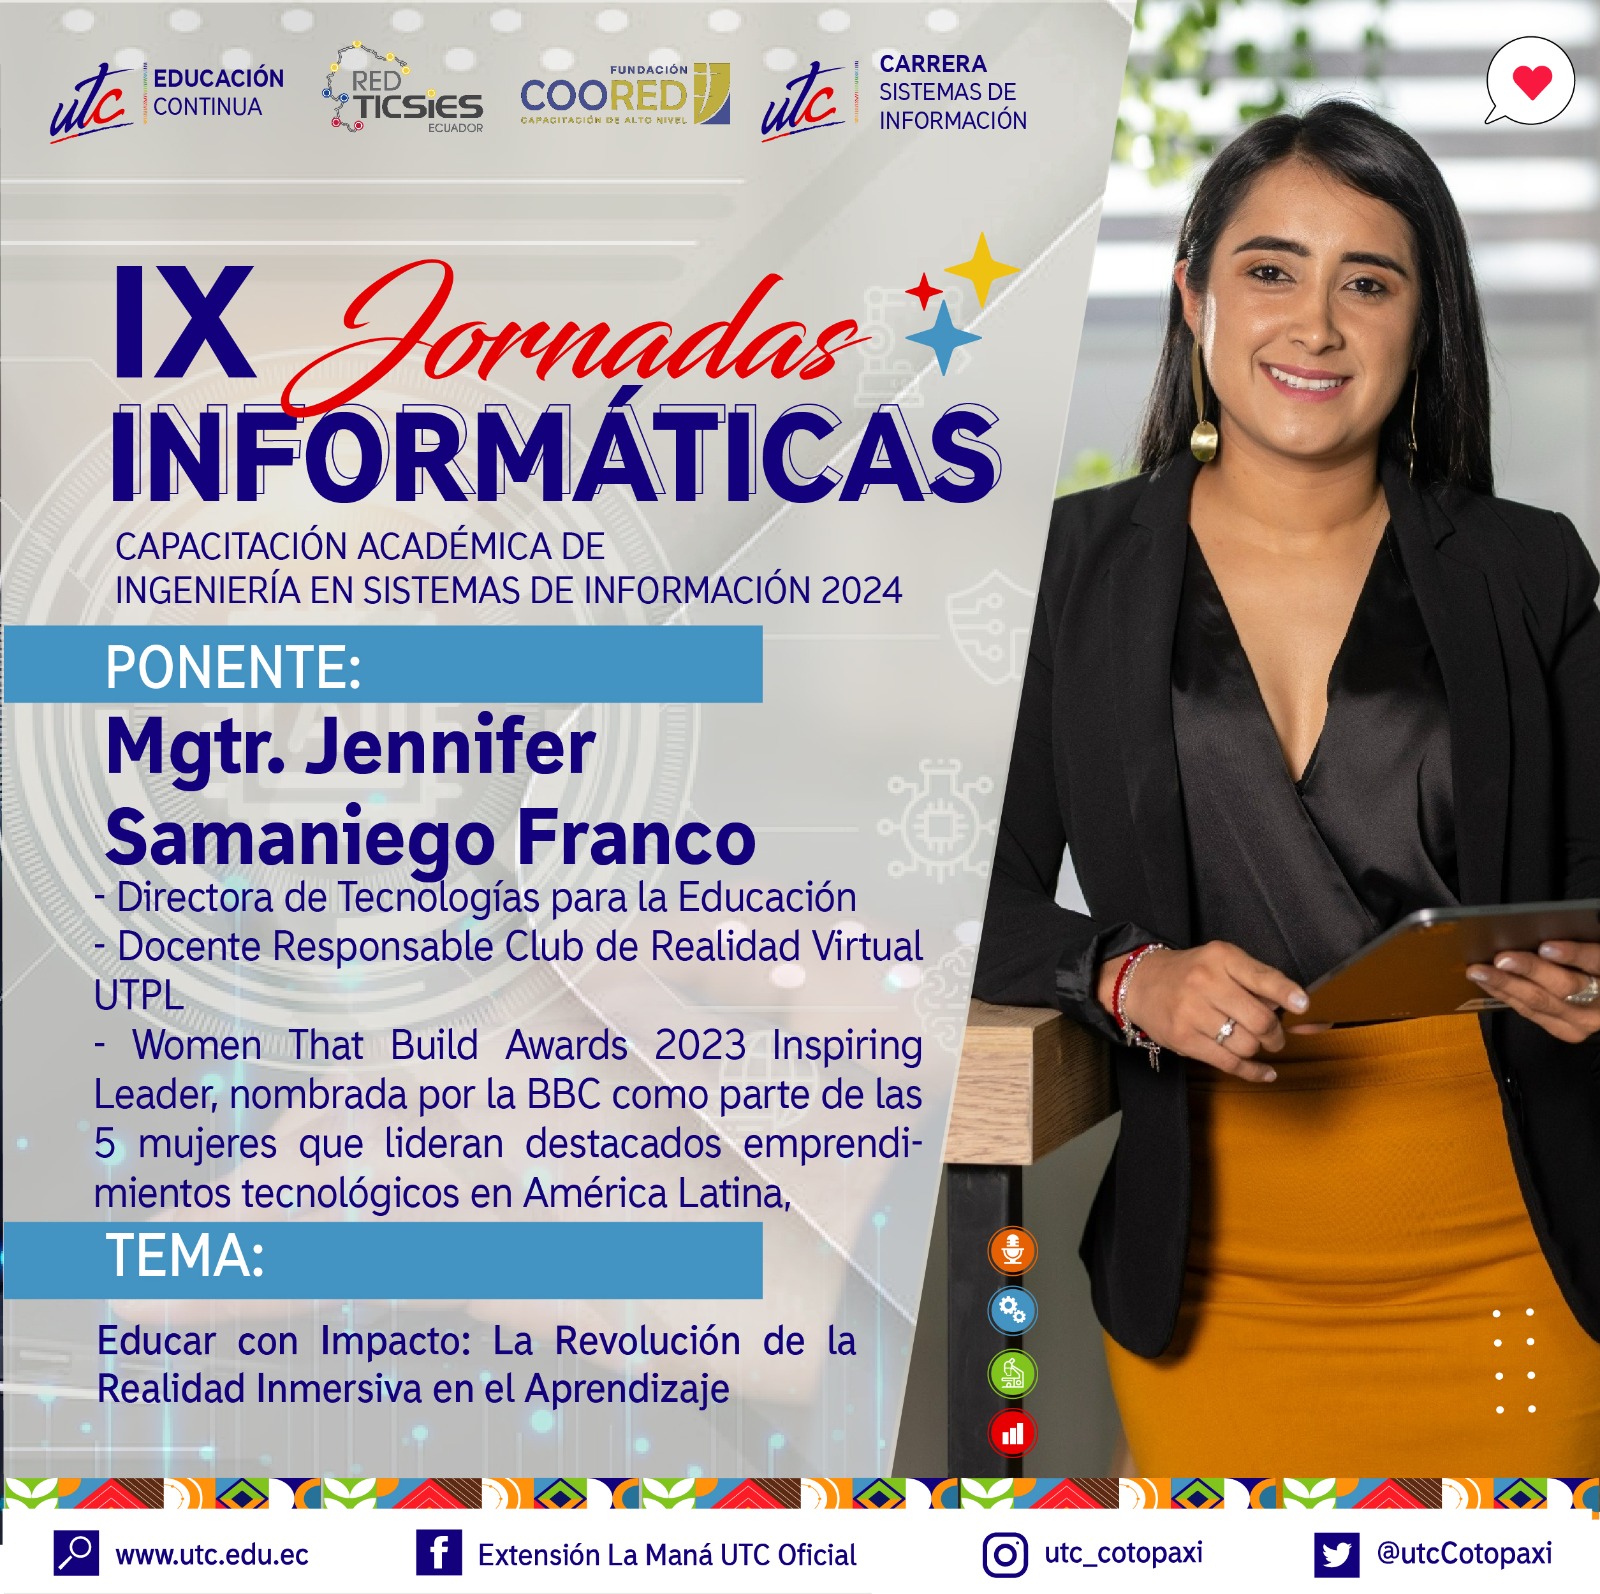 utc EDUCACIÓN CONTINUA
RED TICSiES ECUADOR
FUNDACIÓN COORED CAPACITACIÓN DE ALTO NIVEL
utc CARRERA SISTEMAS DE INFORMACIÓN
IX Jornadas
INFORMÁTICAS
CAPACITACIÓN ACADÉMICA DE
INGENIERÍA EN SISTEMAS DE INFORMACIÓN 2024
PONENTE:
Mgtr. Jennifer
Samaniego Franco
- Directora de Tecnologías para la Educación
- Docente Responsable Club de Realidad Virtual
UTPL
- Women That Build Awards 2023 Inspiring
Leader, nombrada por la BBC como parte de las
5 mujeres que lideran destacados emprendi-
mientos tecnológicos en América Latina,
TEMA:
Educar con Impacto: La Revolución de la
Realidad Inmersiva en el Aprendizaje
www.utc.edu.ec
Extensión La Maná UTC Oficial
utc_cotopaxi
@utcCotopaxi